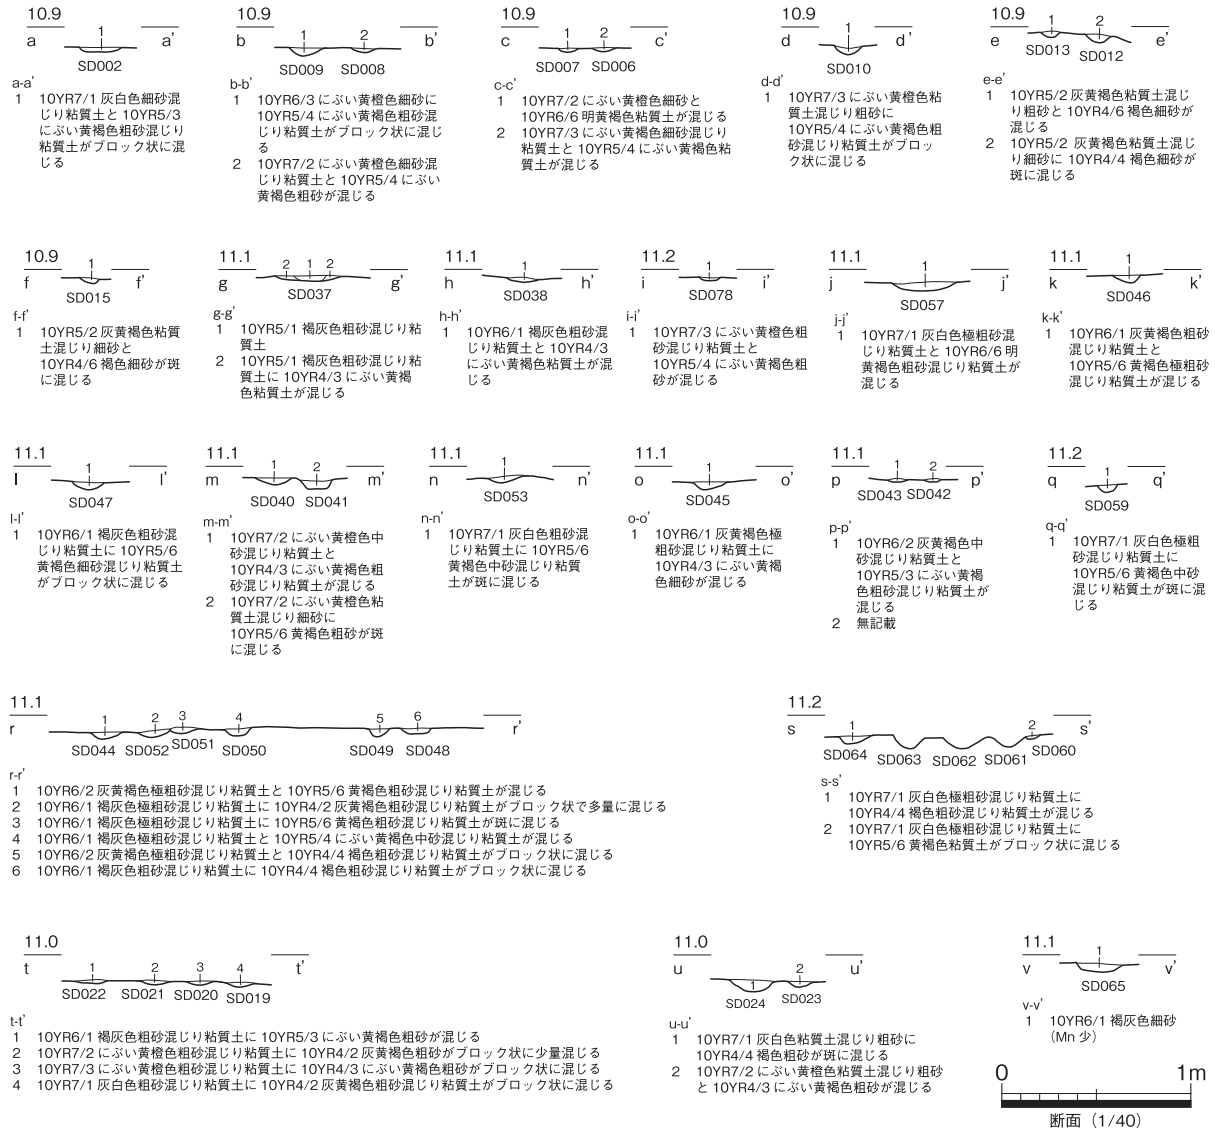 10.9
a 1 a'
SD002
a-a'
1 10YR7/1 灰白色細砂混
じり粘質土と 10YR5/3
にぶい黄褐色粗砂混じり
粘質土がブロック状に混
じる
10.9
b 1 2 b'
SD009 SD008
b-b'
1 10YR6/3 にぶい黄橙色細砂に
10YR5/4 にぶい黄褐色粗砂混
じり粘質土がブロック状に混じ
る
2 10YR7/2 にぶい黄橙色細砂混
じり粘質土と 10YR5/4 にぶい
黄褐色粗砂が混じる
10.9
c 1 2 c'
SD007 SD006
c-c'
1 10YR7/2 にぶい黄橙色細砂と
10YR6/6 明黄褐色粘質土が混じる
2 10YR7/3 にぶい黄橙色細砂混じり
粘質土と 10YR5/4 にぶい黄褐色粘
質土が混じる
10.9
d 1 d'
SD010
d-d'
1 10YR7/3 にぶい黄橙色粘
質土混じり粗砂に
10YR5/4 にぶい黄褐色粗
砂混じり粘質土がブロッ
ク状に混じる
10.9
e 1 2 e'
SD013 SD012
e-e'
1 10YR5/2 灰黄褐色粘質土混じ
り粗砂と 10YR4/6 褐色細砂が
混じる
2 10YR5/2 灰黄褐色粘質土混じ
り細砂に 10YR4/4 褐色細砂が
斑に混じる
10.9
f 1 f'
SD015
f-f'
1 10YR5/2 灰黄褐色粘質
土混じり細砂と
10YR4/6 褐色細砂が斑
に混じる
11.1
g 2 1 2 g'
SD037
g-g'
1 10YR5/1 褐灰色粗砂混じり粘
質土
2 10YR5/1 褐灰色粗砂混じり粘
質土に 10YR4/3 にぶい黄褐
色粘質土が混じる
11.1
h 1 h'
SD038
h-h'
1 10YR6/1 褐灰色粗砂混
じり粘質土と 10YR4/3
にぶい黄褐色粘質土が混
じる
11.2
i 1 i'
SD078
i-i'
1 10YR7/3 にぶい黄橙色粗
砂混じり粘質土と
10YR5/4 にぶい黄褐色粗
砂が混じる
11.1
j 1 j'
SD057
j-j'
1 10YR7/1 灰白色極粗砂混
じり粘質土と 10YR6/6 明
黄褐色粗砂混じり粘質土が
混じる
11.1
k 1 k'
SD046
k-k'
1 10YR6/1 灰黄褐色粗砂
混じり粘質土と
10YR5/6 黄褐色極粗砂
混じり粘質土が混じる
11.1
l 1 l'
SD047
l-l'
1 10YR6/1 褐灰色粗砂混
じり粘質土に 10YR5/6
黄褐色細砂混じり粘質土
がブロック状に混じる
11.1
m 1 2 m'
SD040 SD041
m-m'
1 10YR7/2 にぶい黄橙色中
砂混じり粘質土と
10YR4/3 にぶい黄褐色粗
砂混じり粘質土が混じる
2 10YR7/2 にぶい黄橙色粘
質土混じり細砂に
10YR5/6 黄褐色粗砂が斑
に混じる
11.1
n 1 n'
SD053
n-n'
1 10YR7/1 灰白色粗砂混
じり粘質土に 10YR5/6
黄褐色中砂混じり粘質
土が斑に混じる
11.1
o 1 o'
SD045
o-o'
1 10YR6/1 灰黄褐色極
粗砂混じり粘質土に
10YR4/3 にぶい黄褐
色細砂が混じる
11.1
p 1 2 p'
SD043 SD042
p-p'
1 10YR6/2 灰黄褐色中
砂混じり粘質土と
10YR5/3 にぶい黄褐
色粗砂混じり粘質土が
混じる
2 無記載
11.2
q 1 q'
SD059
q-q'
1 10YR7/1 灰白色極粗
砂混じり粘質土に
10YR5/6 黄褐色中砂
混じり粘質土が斑に混
じる
11.1
r 1 2 3 4 5 6 r'
SD044 SD052 SD051 SD050 SD049 SD048
r-r'
1 10YR6/2 灰黄褐色極粗砂混じり粘質土と 10YR5/6 黄褐色粗砂混じり粘質土が混じる
2 10YR6/1 褐灰色極粗砂混じり粘質土に 10YR4/2 灰黄褐色粗砂混じり粘質土がブロック状で多量に混じる
3 10YR6/1 褐灰色極粗砂混じり粘質土に 10YR5/6 黄褐色粗砂混じり粘質土が斑に混じる
4 10YR6/1 褐灰色極粗砂混じり粘質土と 10YR5/4 にぶい黄褐色中砂混じり粘質土が混じる
5 10YR6/2 灰黄褐色極粗砂混じり粘質土と 10YR4/4 褐色粗砂混じり粘質土がブロック状に混じる
6 10YR6/1 褐灰色粗砂混じり粘質土に 10YR4/4 褐色粗砂混じり粘質土がブロック状に混じる
11.2
s 1 2 s'
SD064 SD063 SD062 SD061 SD060
s-s'
1 10YR7/1 灰白色極粗砂混じり粘質土に
10YR4/4 褐色粗砂混じり粘質土が混じる
2 10YR7/1 灰白色極粗砂混じり粘質土に
10YR5/6 黄褐色粘質土がブロック状に混じる
11.0
t 1 2 3 4 t'
SD022 SD021 SD020 SD019
t-t'
1 10YR6/1 褐灰色粗砂混じり粘質土に 10YR5/3 にぶい黄褐色粗砂が混じる
2 10YR7/2 にぶい黄橙色粗砂混じり粘質土に 10YR4/2 灰黄褐色粗砂がブロック状に少量混じる
3 10YR7/3 にぶい黄橙色粗砂混じり粘質土に 10YR4/3 にぶい黄褐色粗砂がブロック状に混じる
4 10YR7/1 灰白色粗砂混じり粘質土に 10YR4/2 灰黄褐色粗砂混じり粘質土がブロック状に混じる
11.0
u 1 2 u'
SD024 SD023
u-u'
1 10YR7/1 灰白色粘質土混じり粗砂に
10YR4/4 褐色粗砂が斑に混じる
2 10YR7/2 にぶい黄橙色粘質土混じり粗砂
と 10YR4/3 にぶい黄褐色粗砂が混じる
11.1
v 1 v'
SD065
v-v'
1 10YR6/1 褐灰色細砂
（Mn 少）
0 1m
断面（1/40）